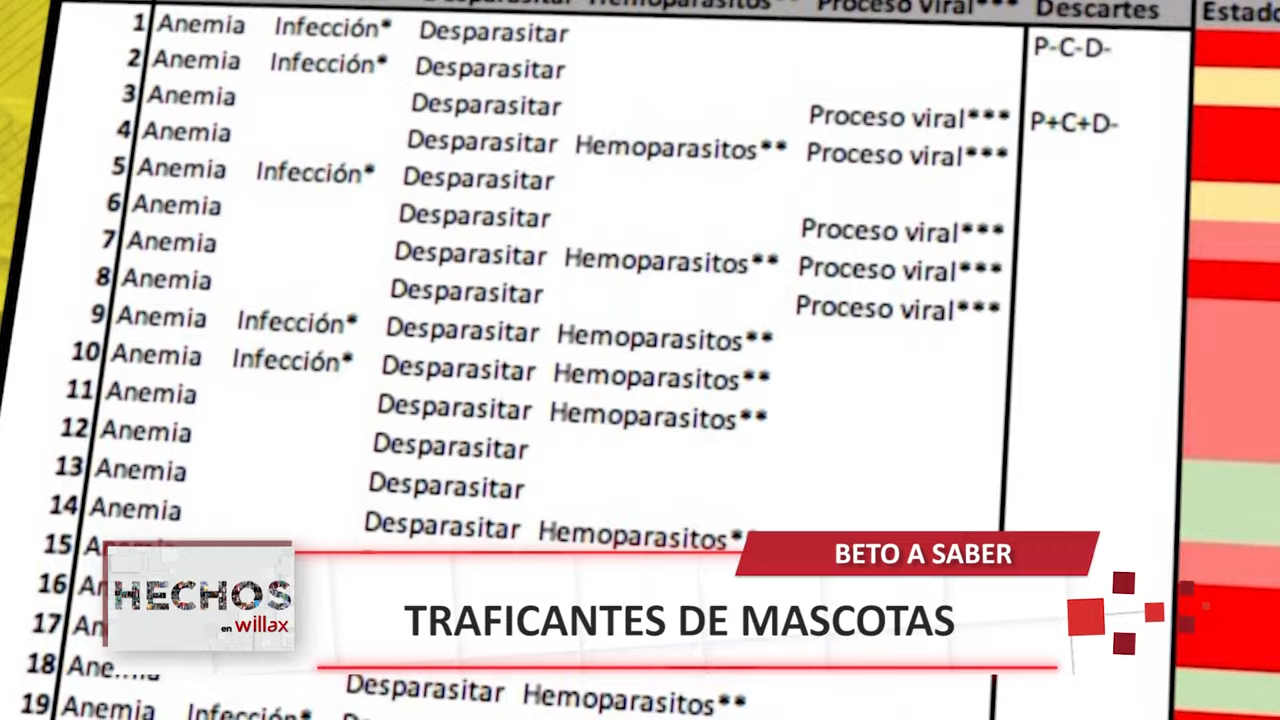 Desparasitar Hemoparasitos** Proceso viral*** Descartes Estado
1 Anemia Infección* Desparasitar P-C-D-
2 Anemia Infección* Desparasitar
3 Anemia Desparasitar Proceso viral*** P+C+D-
4 Anemia Desparasitar Hemoparasitos** Proceso viral***
5 Anemia Infección* Desparasitar
6 Anemia Desparasitar Proceso viral***
7 Anemia Desparasitar Hemoparasitos** Proceso viral***
8 Anemia Desparasitar Proceso viral***
9 Anemia Infección* Desparasitar Hemoparasitos**
10 Anemia Infección* Desparasitar Hemoparasitos**
11 Anemia Desparasitar Hemoparasitos**
12 Anemia Desparasitar
13 Anemia Desparasitar
14 Anemia Desparasitar Hemoparasitos**
15
16
17
18 Desparasitar Hemoparasitos**
19 Anemia Infección*
BETO A SABER
HECHOS
en willax
TRAFICANTES DE MASCOTAS